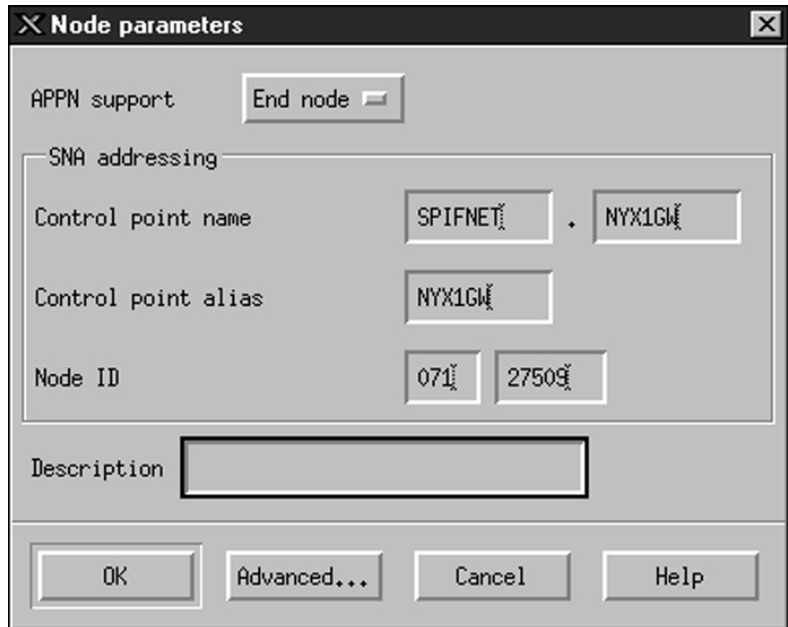 Node parameters
APPN support End node
SNA addressing
Control point name SPIFNET . NYX1GW
Control point alias NYX1GW
Node ID 071 27509
Description
OK Advanced... Cancel Help